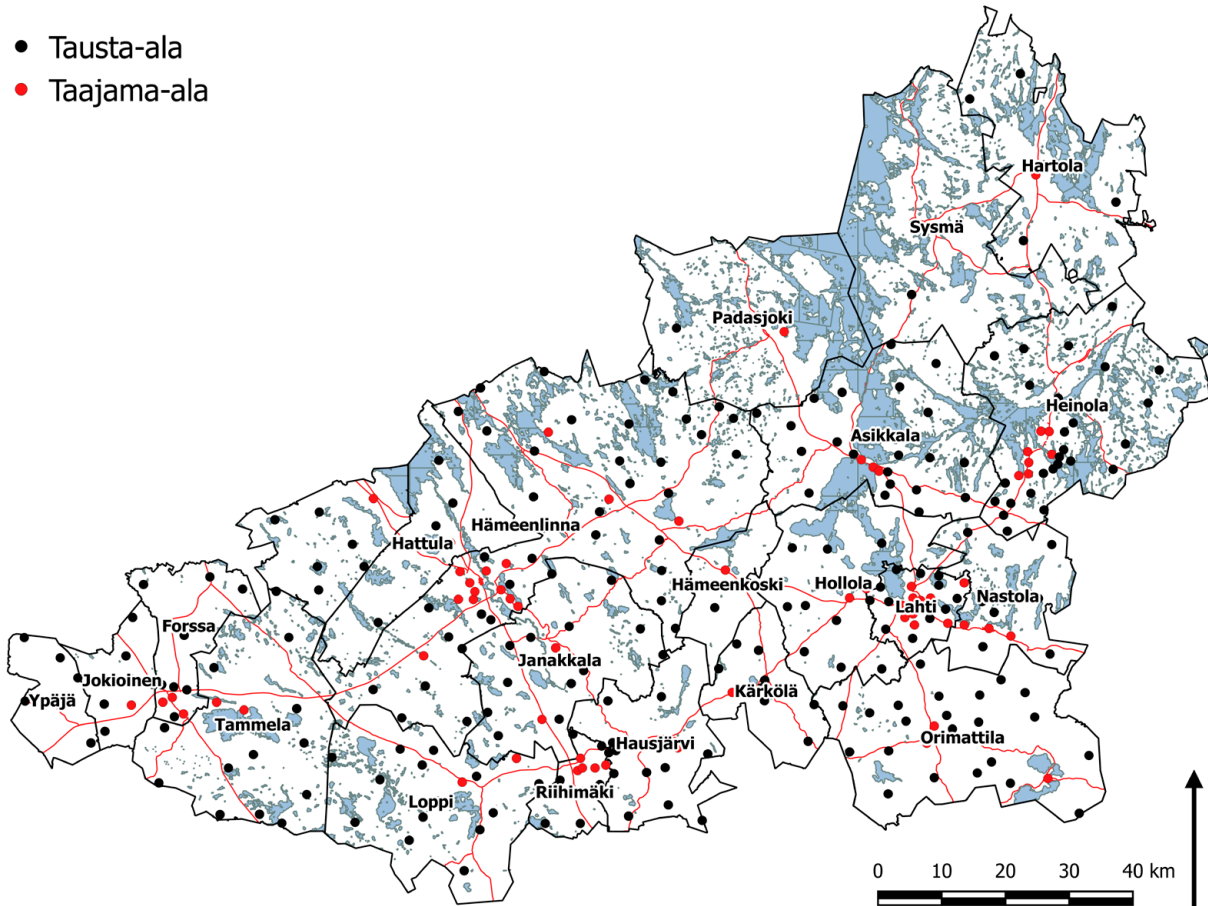 Tausta-ala
Taajama-ala
Hartola
Sysmä
Padasjoki
Heinola
Asikkala
Hämeenlinna
Hattula
Hämeenkoski
Hollola
Nastola
Lahti
Forssa
Janakkala
Jokioinen
Ypäjä
Kärkölä
Tammela
Hausjärvi
Orimattila
Riihimäki
Loppi
0 10 20 30 40 km